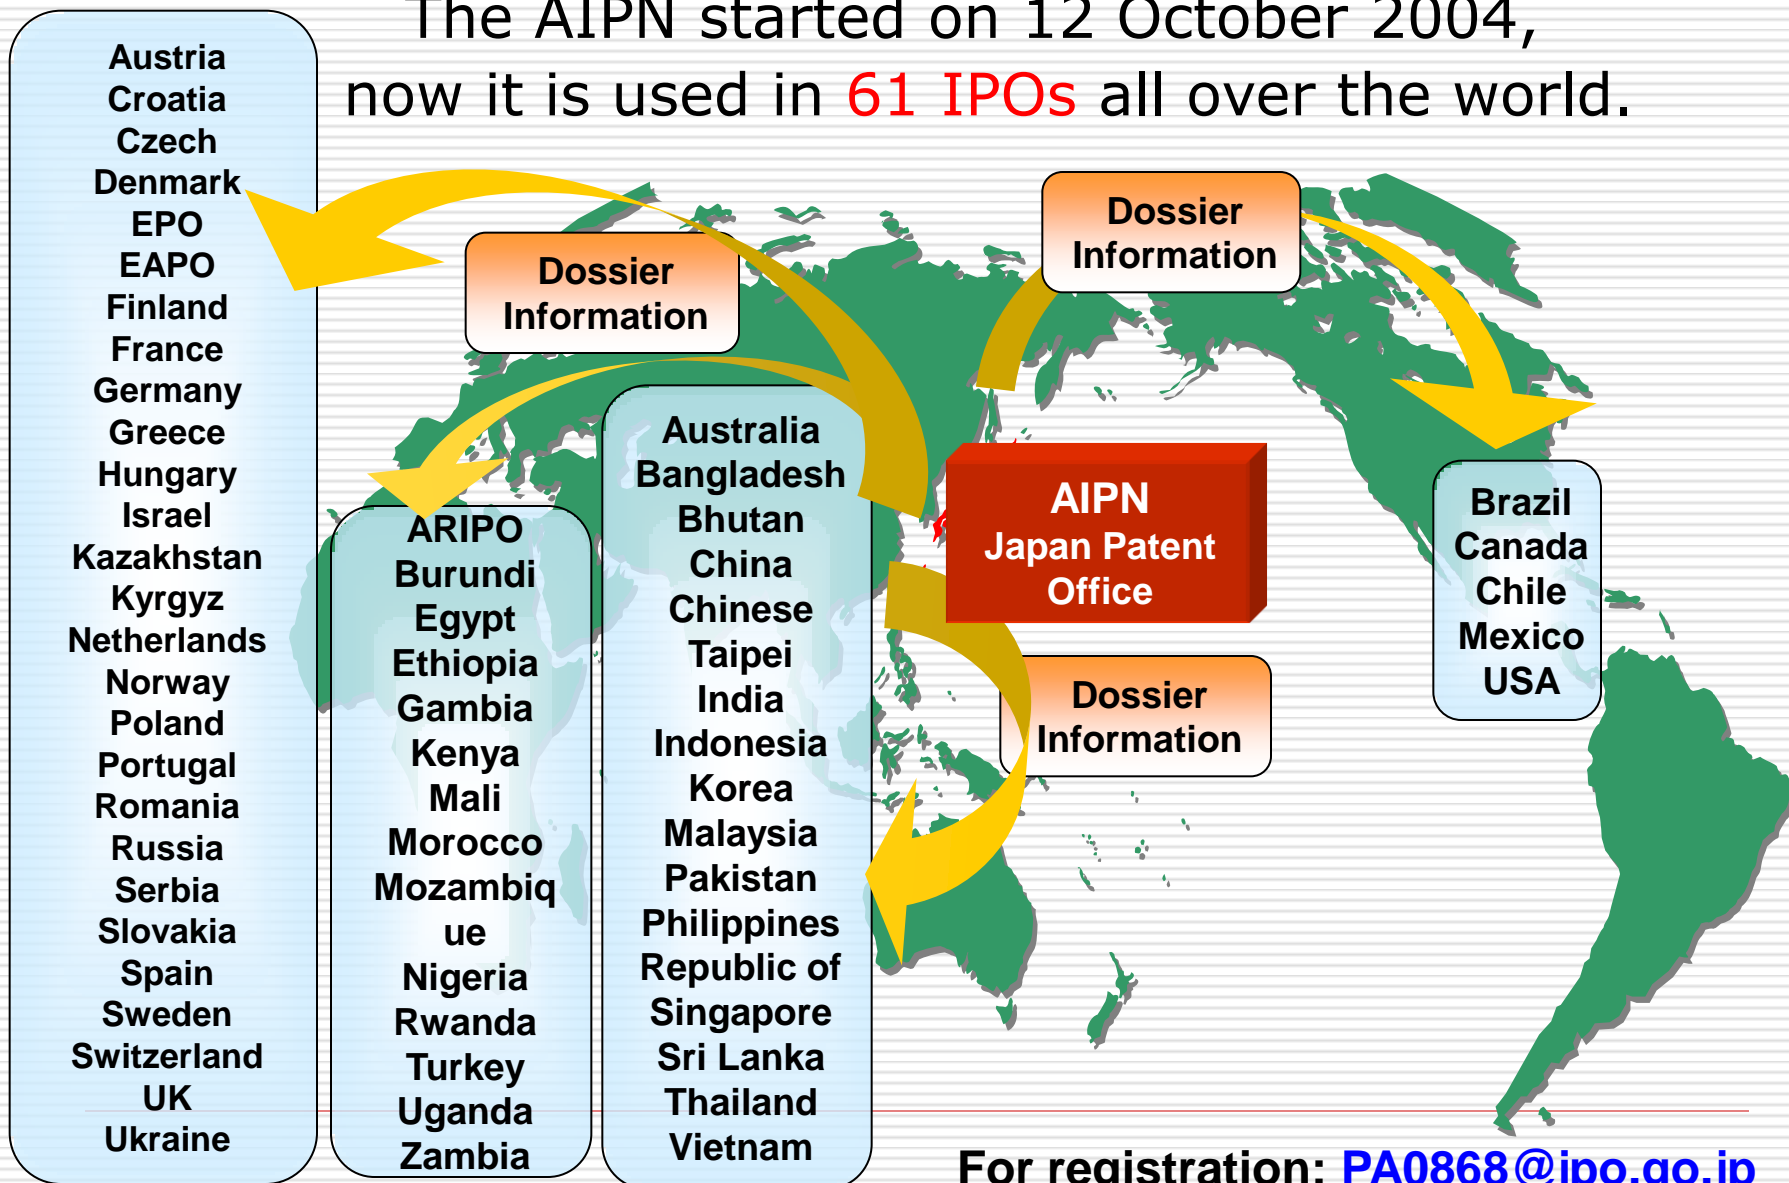 The AIPN started on 12 October 2004,
now it is used in 61 IPOs all over the world.
Austria
Croatia
Czech
Denmark
EPO
EAPO
Finland
France
Germany
Greece
Hungary
Israel
Kazakhstan
Kyrgyz
Netherlands
Norway
Poland
Portugal
Romania
Russia
Serbia
Slovakia
Spain
Sweden
Switzerland
UK
Ukraine
Dossier
Information
ARIPO
Burundi
Egypt
Ethiopia
Gambia
Kenya
Mali
Morocco
Mozambiq
ue
Nigeria
Rwanda
Turkey
Uganda
Zambia
Australia
Bangladesh
Bhutan
China
Chinese
Taipei
India
Indonesia
Korea
Malaysia
Pakistan
Philippines
Republic of
Singapore
Sri Lanka
Thailand
Vietnam
Dossier
Information
AIPN
Japan Patent
Office
Dossier
Information
Brazil
Canada
Chile
Mexico
USA
For registration: PA0868@jpo.go.jp